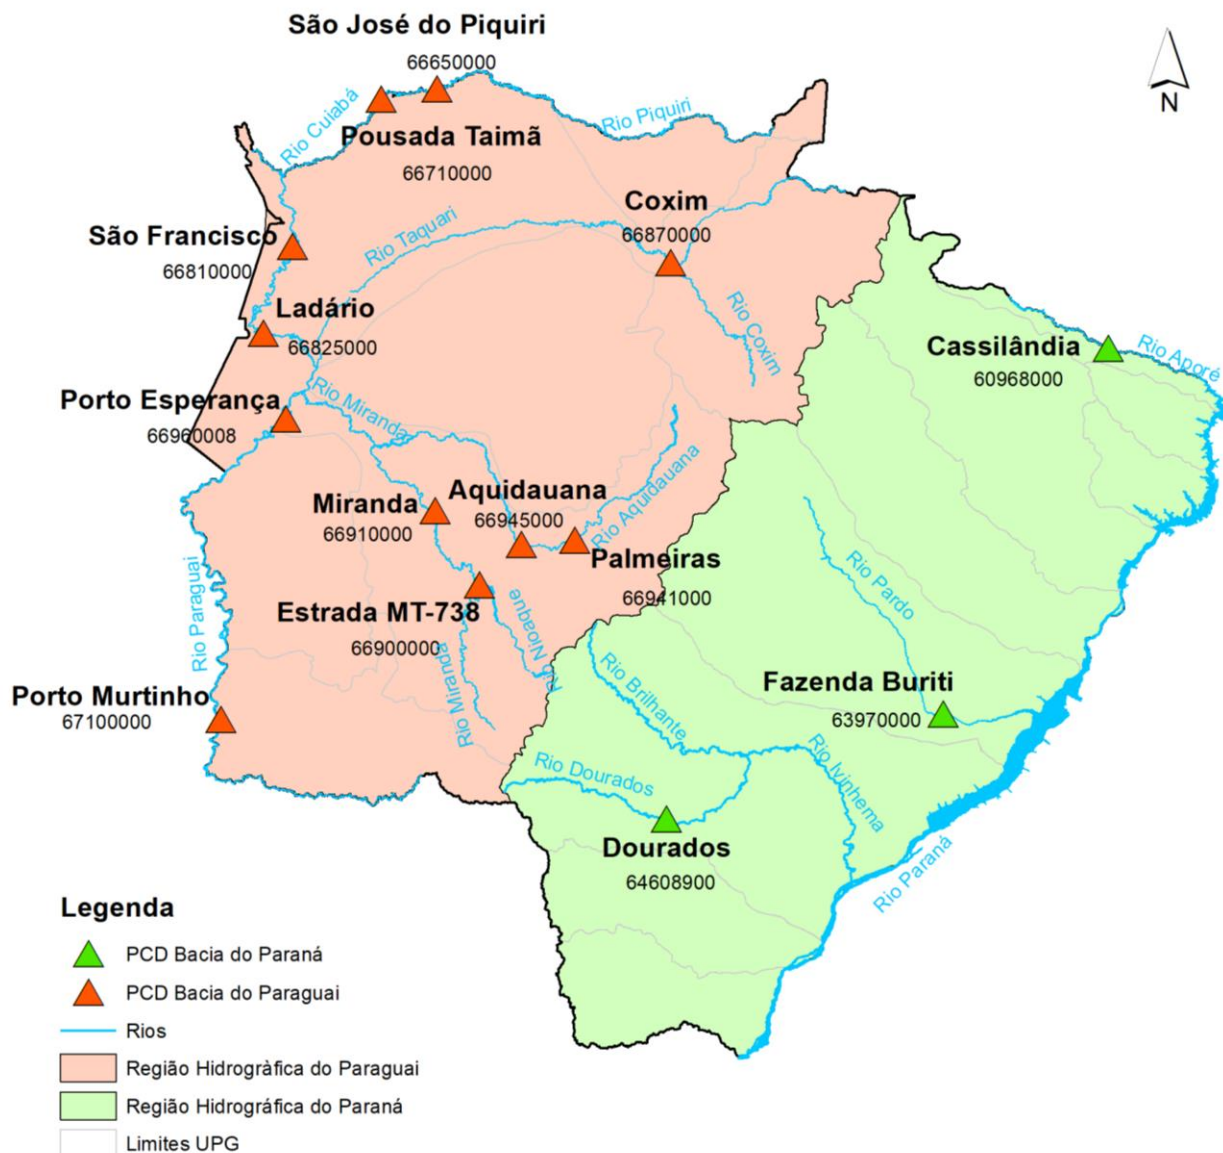 São José do Piquiri
66650000
N
Rio Cuiabá
Rio Piquiri
Pousada Taimã
66710000
Coxim
66870000
São Francisco
66810000
Rio Taquari
Ladário
66825000
Rio Coxim
Cassilândia
60968000
Rio Aporé
Porto Esperança
66960008
Rio Miranda
Miranda
66910000
Aquidauana
66945000
Rio Aquidauana
Palmeiras
66941000
Rio Paraguai
Estrada MT-738
66900000
Rio Nioaque
Rio Miranda
Rio Pardo
Porto Murtinho
67100000
Rio Brilhante
Fazenda Buriti
63970000
Rio Dourados
Rio Ivinhema
Dourados
64608900
Rio Paraná
Legenda
PCD Bacia do Paraná
PCD Bacia do Paraguai
Rios
Região Hidrogràfica do Paraguai
Região Hidrográfica do Paraná
Limites UPG